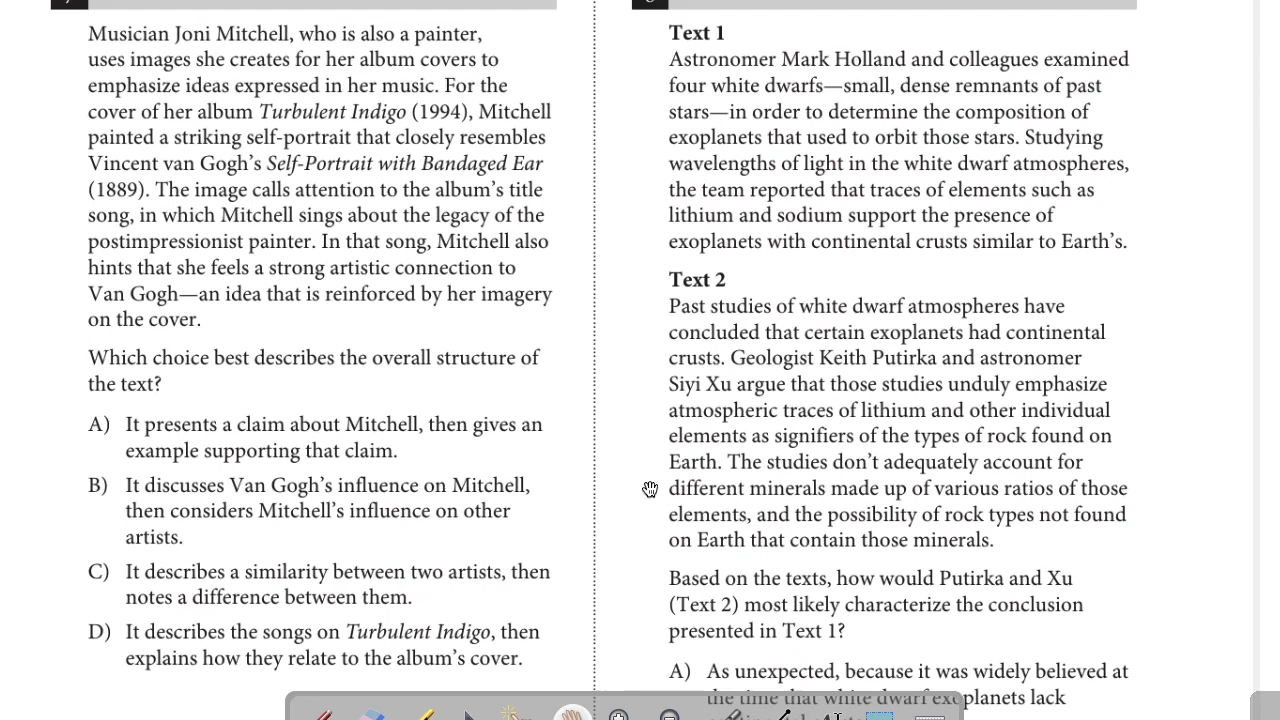 Musician Joni Mitchell, who is also a painter,
uses images she creates for her album covers to
emphasize ideas expressed in her music. For the
cover of her album Turbulent Indigo (1994), Mitchell
painted a striking self-portrait that closely resembles
Vincent van Gogh's Self-Portrait with Bandaged Ear
(1889). The image calls attention to the album's title
song, in which Mitchell sings about the legacy of the
postimpressionist painter. In that song, Mitchell also
hints that she feels a strong artistic connection to
Van Gogh—an idea that is reinforced by her imagery
on the cover.
Which choice best describes the overall structure of
the text?
A) It presents a claim about Mitchell, then gives an
example supporting that claim.
B) It discusses Van Gogh's influence on Mitchell,
then considers Mitchell's influence on other
artists.
C) It describes a similarity between two artists, then
notes a difference between them.
D) It describes the songs on Turbulent Indigo, then
explains how they relate to the album's cover.
Text 1
Astronomer Mark Holland and colleagues examined
four white dwarfs—small, dense remnants of past
stars—in order to determine the composition of
exoplanets that used to orbit those stars. Studying
wavelengths of light in the white dwarf atmospheres,
the team reported that traces of elements such as
lithium and sodium support the presence of
exoplanets with continental crusts similar to Earth's.
Text 2
Past studies of white dwarf atmospheres have
concluded that certain exoplanets had continental
crusts. Geologist Keith Putirka and astronomer
Siyi Xu argue that those studies unduly emphasize
atmospheric traces of lithium and other individual
elements as signifiers of the types of rock found on
Earth. The studies don't adequately account for
different minerals made up of various ratios of those
elements, and the possibility of rock types not found
on Earth that contain those minerals.
Based on the texts, how would Putirka and Xu
(Text 2) most likely characterize the conclusion
presented in Text 1?
A) As unexpected, because it was widely believed at
the time that white dwarf exoplanets lack